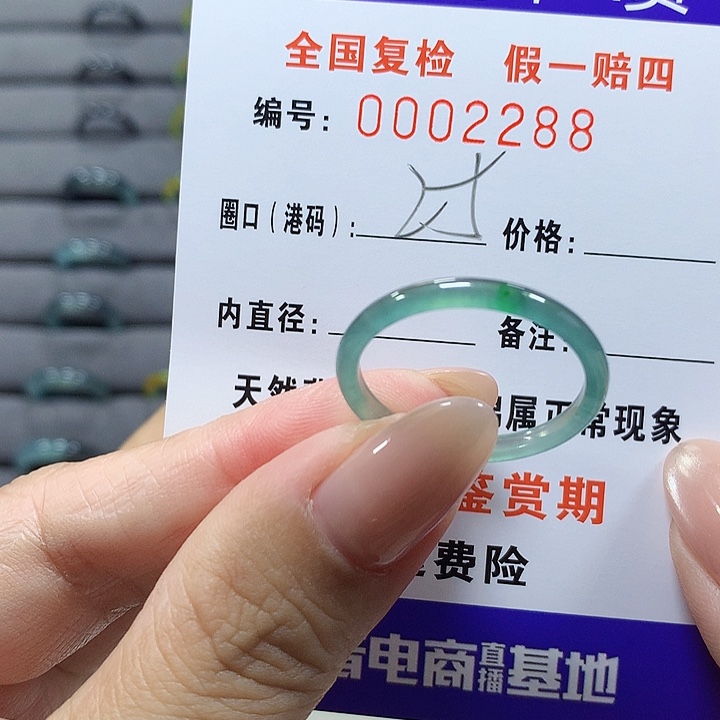 全国复检 假一赔四
编号: 0002288
圈口(港码):
价格:
内直径:
备注:
天然
属正常现象
鉴赏期
费险
电商直播基地